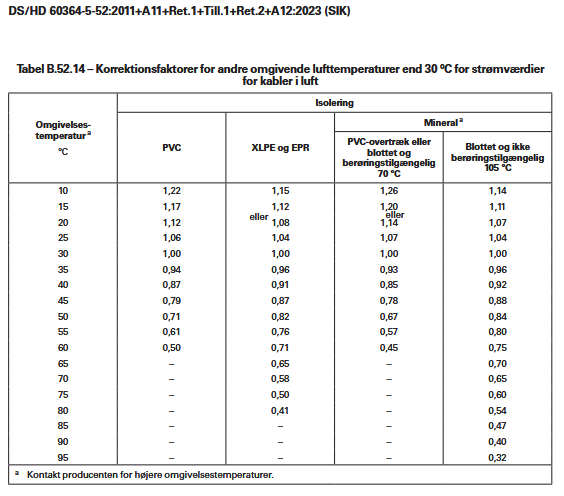 DS/HD 60364-5-52:2011+A11+Ret.1+Till.1+Ret.2+A12:2023 (SIK)
Tabel B.52.14 – Korrektionsfaktorer for andre omgivende lufttemperaturer end 30 ºC for strømværdier
for kabler i luft
Isolering
Omgivelses-
temperatur a
ºC
PVC
XLPE og EPR
Mineral a
PVC-overtræk eller
blottet og
berøringstilgængelig
70 ºC
Blottet og ikke
berøringstilgængelig
105 ºC
10 1,22 1,15 1,26 1,14
15 1,17 1,12 1,20 1,11
eller eller
20 1,12 1,08 1,14 1,07
25 1,06 1,04 1,07 1,04
30 1,00 1,00 1,00 1,00
35 0,94 0,96 0,93 0,96
40 0,87 0,91 0,85 0,92
45 0,79 0,87 0,78 0,88
50 0,71 0,82 0,67 0,84
55 0,61 0,76 0,57 0,80
60 0,50 0,71 0,45 0,75
65 – 0,65 – 0,70
70 – 0,58 – 0,65
75 – 0,50 – 0,60
80 – 0,41 – 0,54
85 – – – 0,47
90 – – – 0,40
95 – – – 0,32
a Kontakt producenten for højere omgivelsestemperaturer.